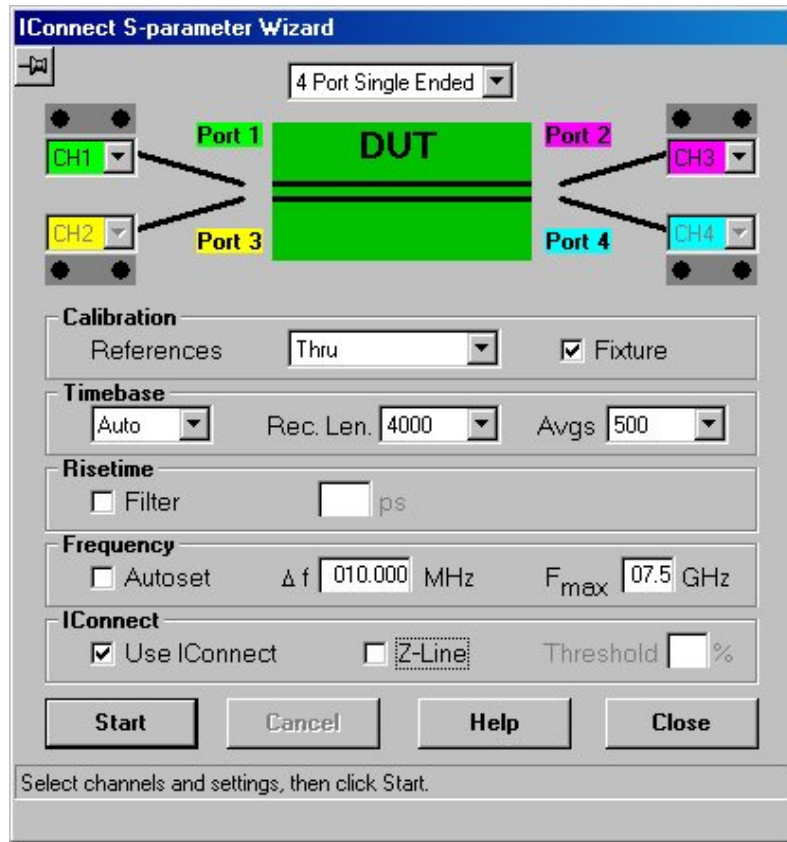 IConnect S-parameter Wizard
4 Port Single Ended
Port 1 DUT Port 2
CH1 CH3
CH2 CH4
Port 3 Port 4
Calibration
References Thru Fixture
Timebase
Auto Rec. Len. 4000 Avgs 500
Risetime
Filter ps
Frequency
Autoset Δ f 010.000 MHz Fmax 07.5 GHz
IConnect
Use IConnect Z-Line Threshold %
Start Cancel Help Close
Select channels and settings, then click Start.